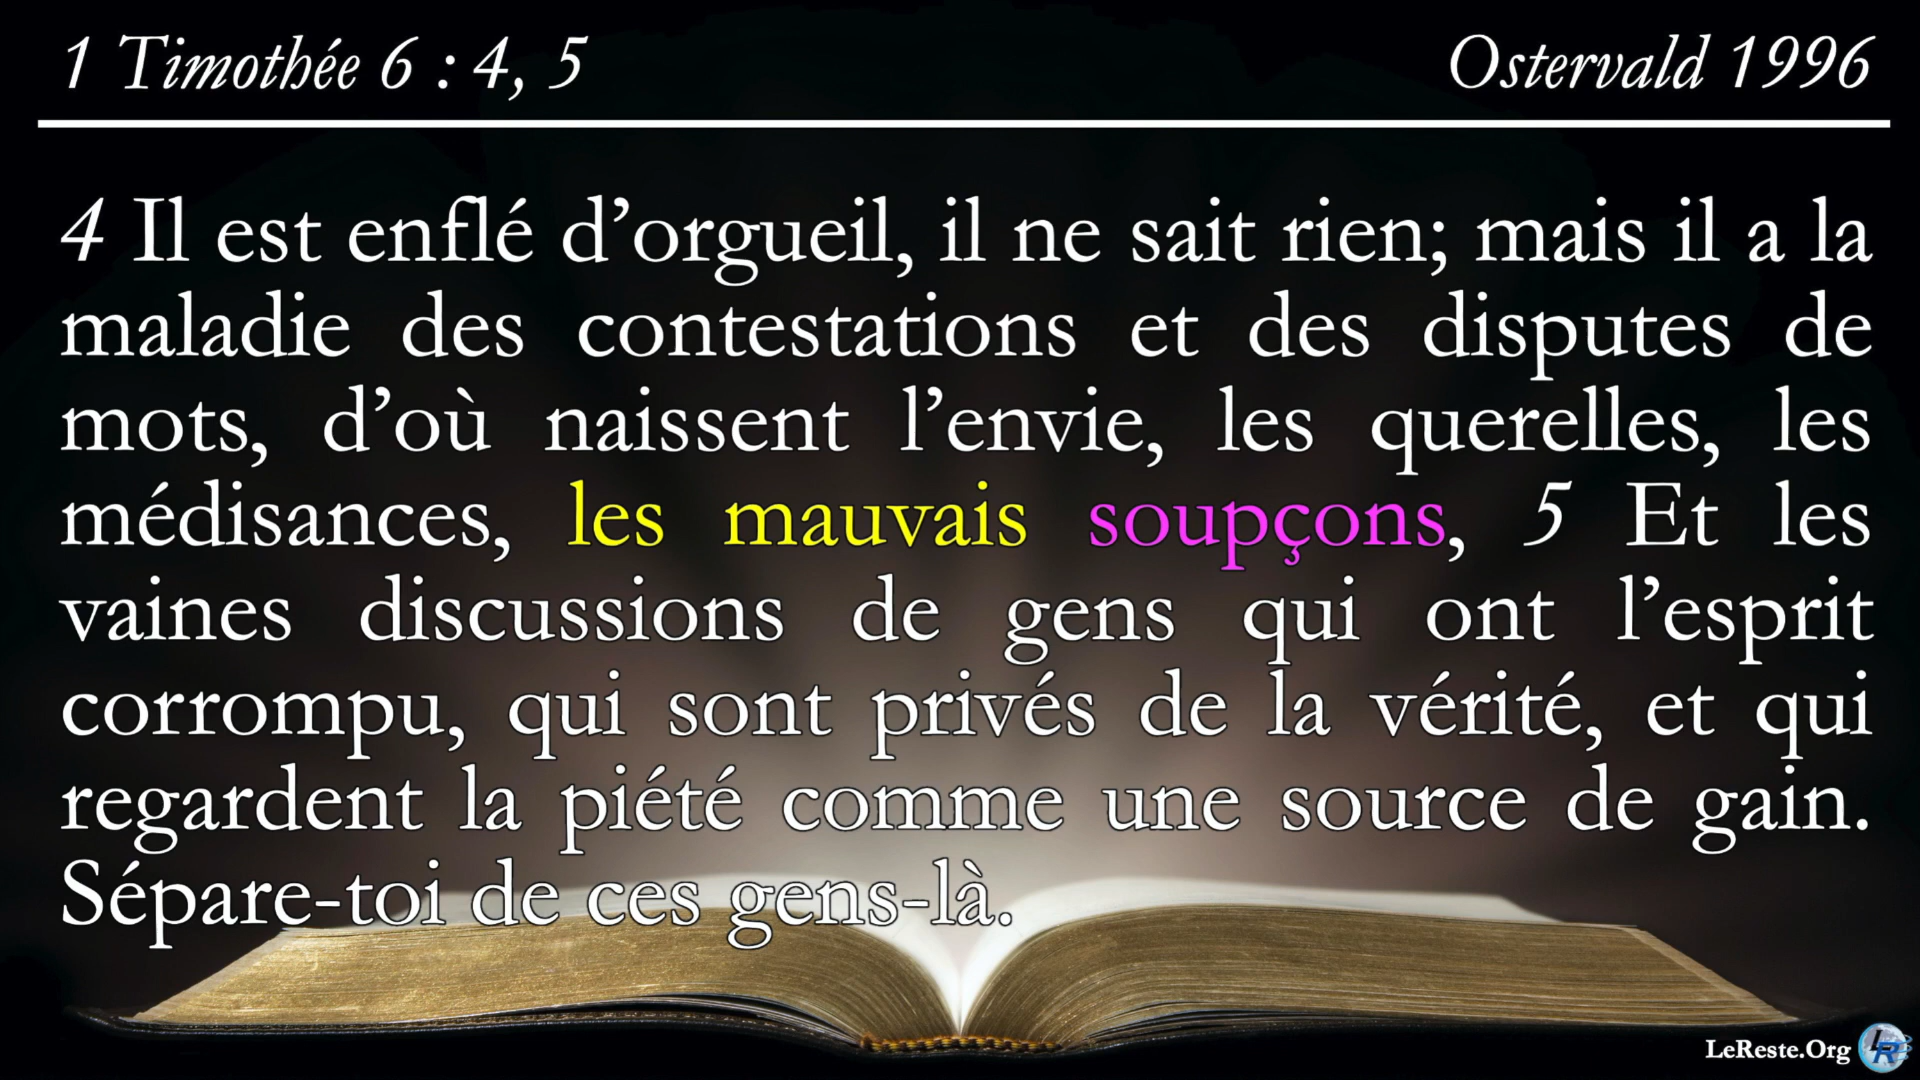 1 Timothée 6 : 4, 5
Ostervald 1996
4 Il est enflé d’orgueil, il ne sait rien; mais il a la
maladie des contestations et des disputes de
mots, d’où naissent l’envie, les querelles, les
médisances, les mauvais soupçons, 5 Et les
vaines discussions de gens qui ont l’esprit
corrompu, qui sont privés de la vérité, et qui
regardent la piété comme une source de gain.
Sépare-toi de ces gens-là.
LeReste.Org
LR